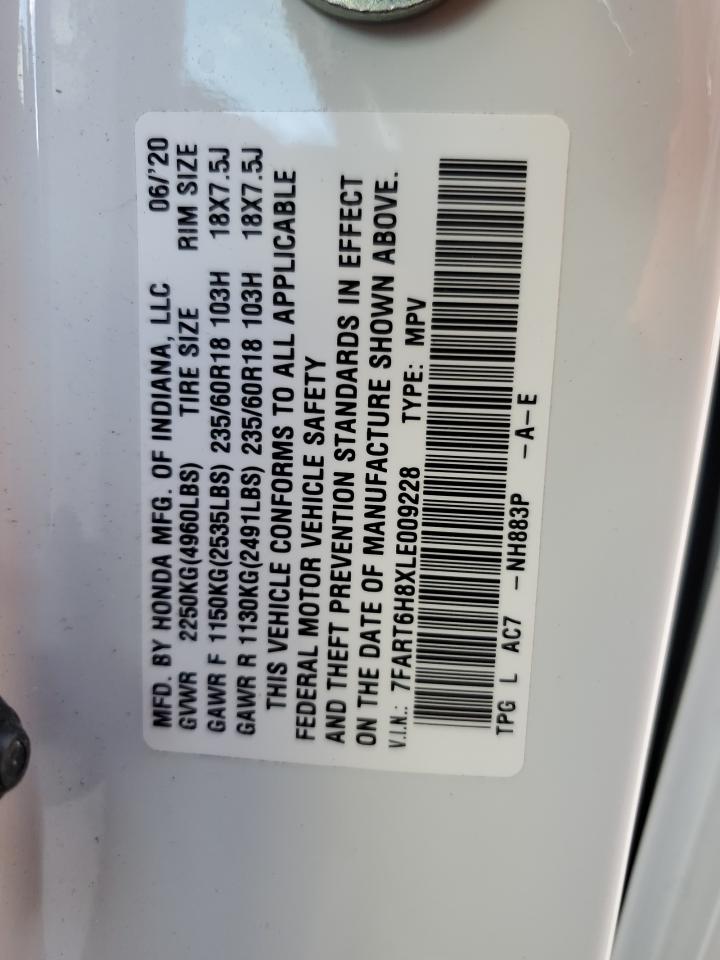 MFD. BY HONDA MFG. OF INDIANA, LLC 06/'20
GVWR 2250KG(4960LBS) TIRE SIZE RIM SIZE
GAWR F 1150KG(2535LBS) 235/60R18 103H 18X7.5J
GAWR R 1130KG(2491LBS) 235/60R18 103H 18X7.5J
THIS VEHICLE CONFORMS TO ALL APPLICABLE
FEDERAL MOTOR VEHICLE SAFETY
AND THEFT PREVENTION STANDARDS IN EFFECT
ON THE DATE OF MANUFACTURE SHOWN ABOVE.
V.I.N.: 7FART6H8XLE009228 TYPE: MPV
TPG L AC7 -NH883P -A-E